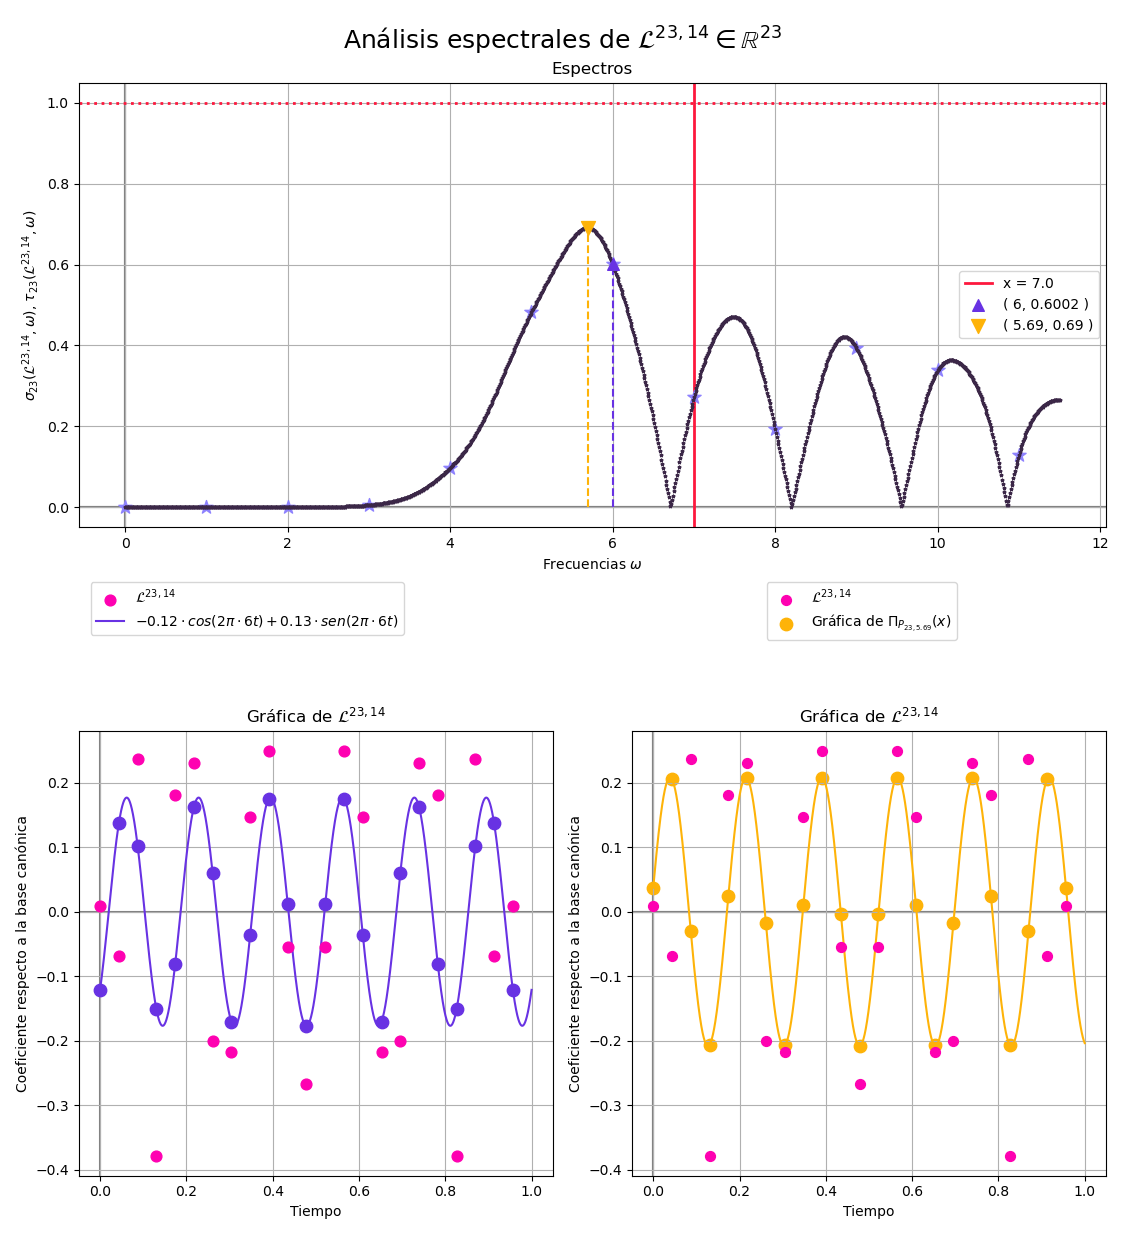 Análisis espectrales de ℒ^{23,14} ∈ ℝ^{23}
Espectros
σ_{23}(ℒ^{23,14}, ω), τ_{23}(ℒ^{23,14}, ω)
1.0
0.8
0.6
0.4
0.2
0.0
x = 7.0
( 6, 0.6002 )
( 5.69, 0.69 )
0 2 4 6 8 10 12
Frecuencias ω
ℒ^{23,14}
−0.12 · cos(2π · 6t) + 0.13 · sen(2π · 6t)
ℒ^{23,14}
Gráfica de Π_{P_{23,5.69}}(x)
Gráfica de ℒ^{23,14}
Coeficiente respecto a la base canónica
0.2
0.1
0.0
−0.1
−0.2
−0.3
−0.4
0.0 0.2 0.4 0.6 0.8 1.0
Tiempo
Gráfica de ℒ^{23,14}
Coeficiente respecto a la base canónica
0.2
0.1
0.0
−0.1
−0.2
−0.3
−0.4
0.0 0.2 0.4 0.6 0.8 1.0
Tiempo